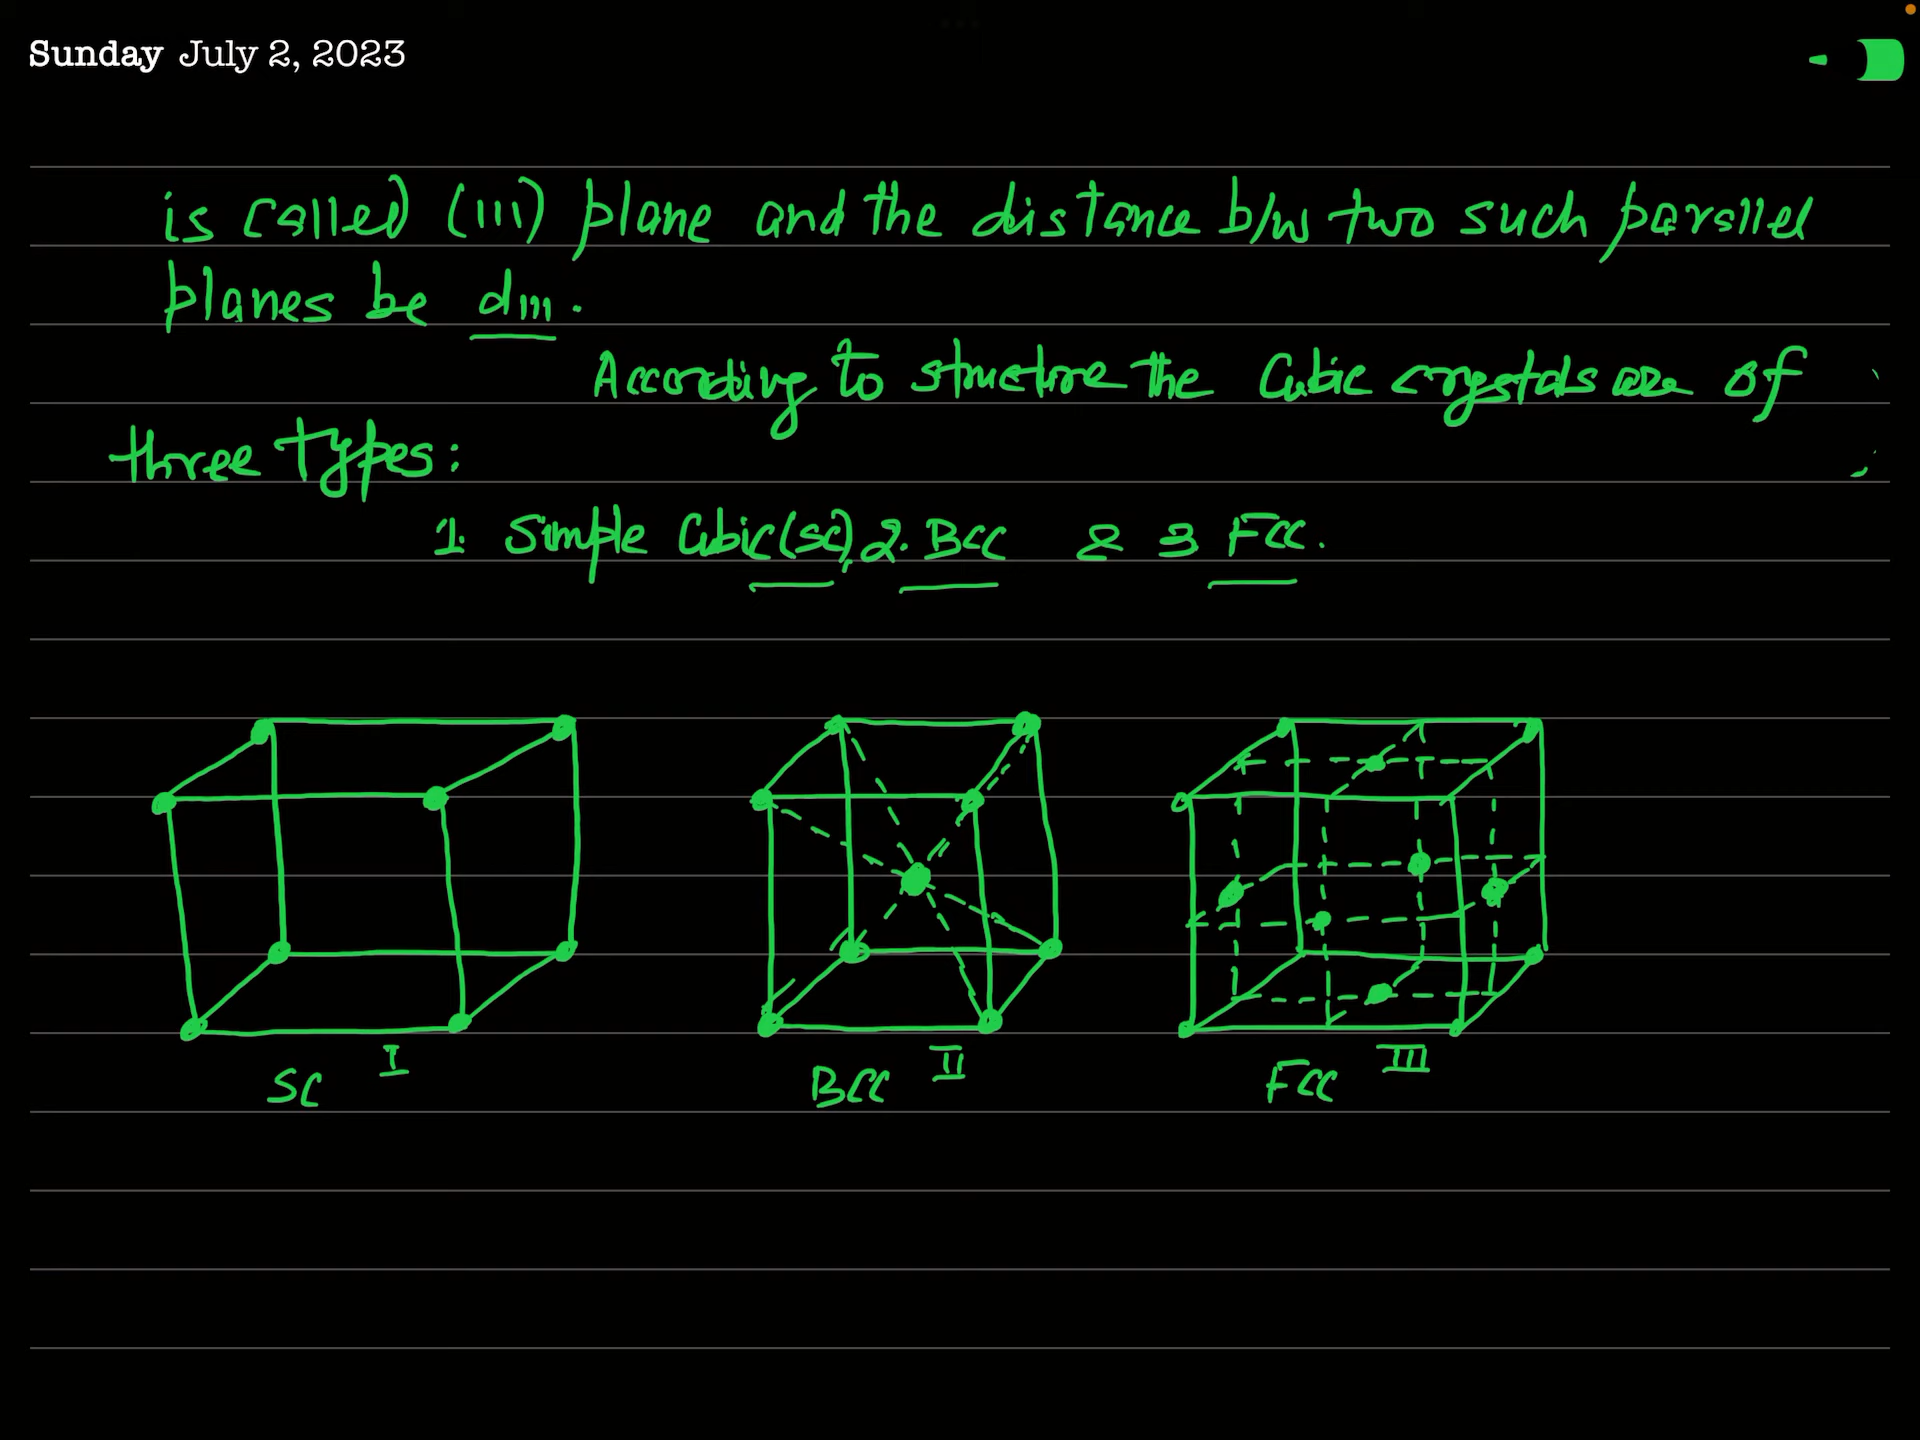 Sunday July 2, 2023
is called (111) plane and the distance b/w two such parallel
planes be d111.
According to structure the Cubic crystals are of
three types:
1. Simple Cubic(SC), 2. BCC & 3 FCC.
I II III
SC BCC FCC